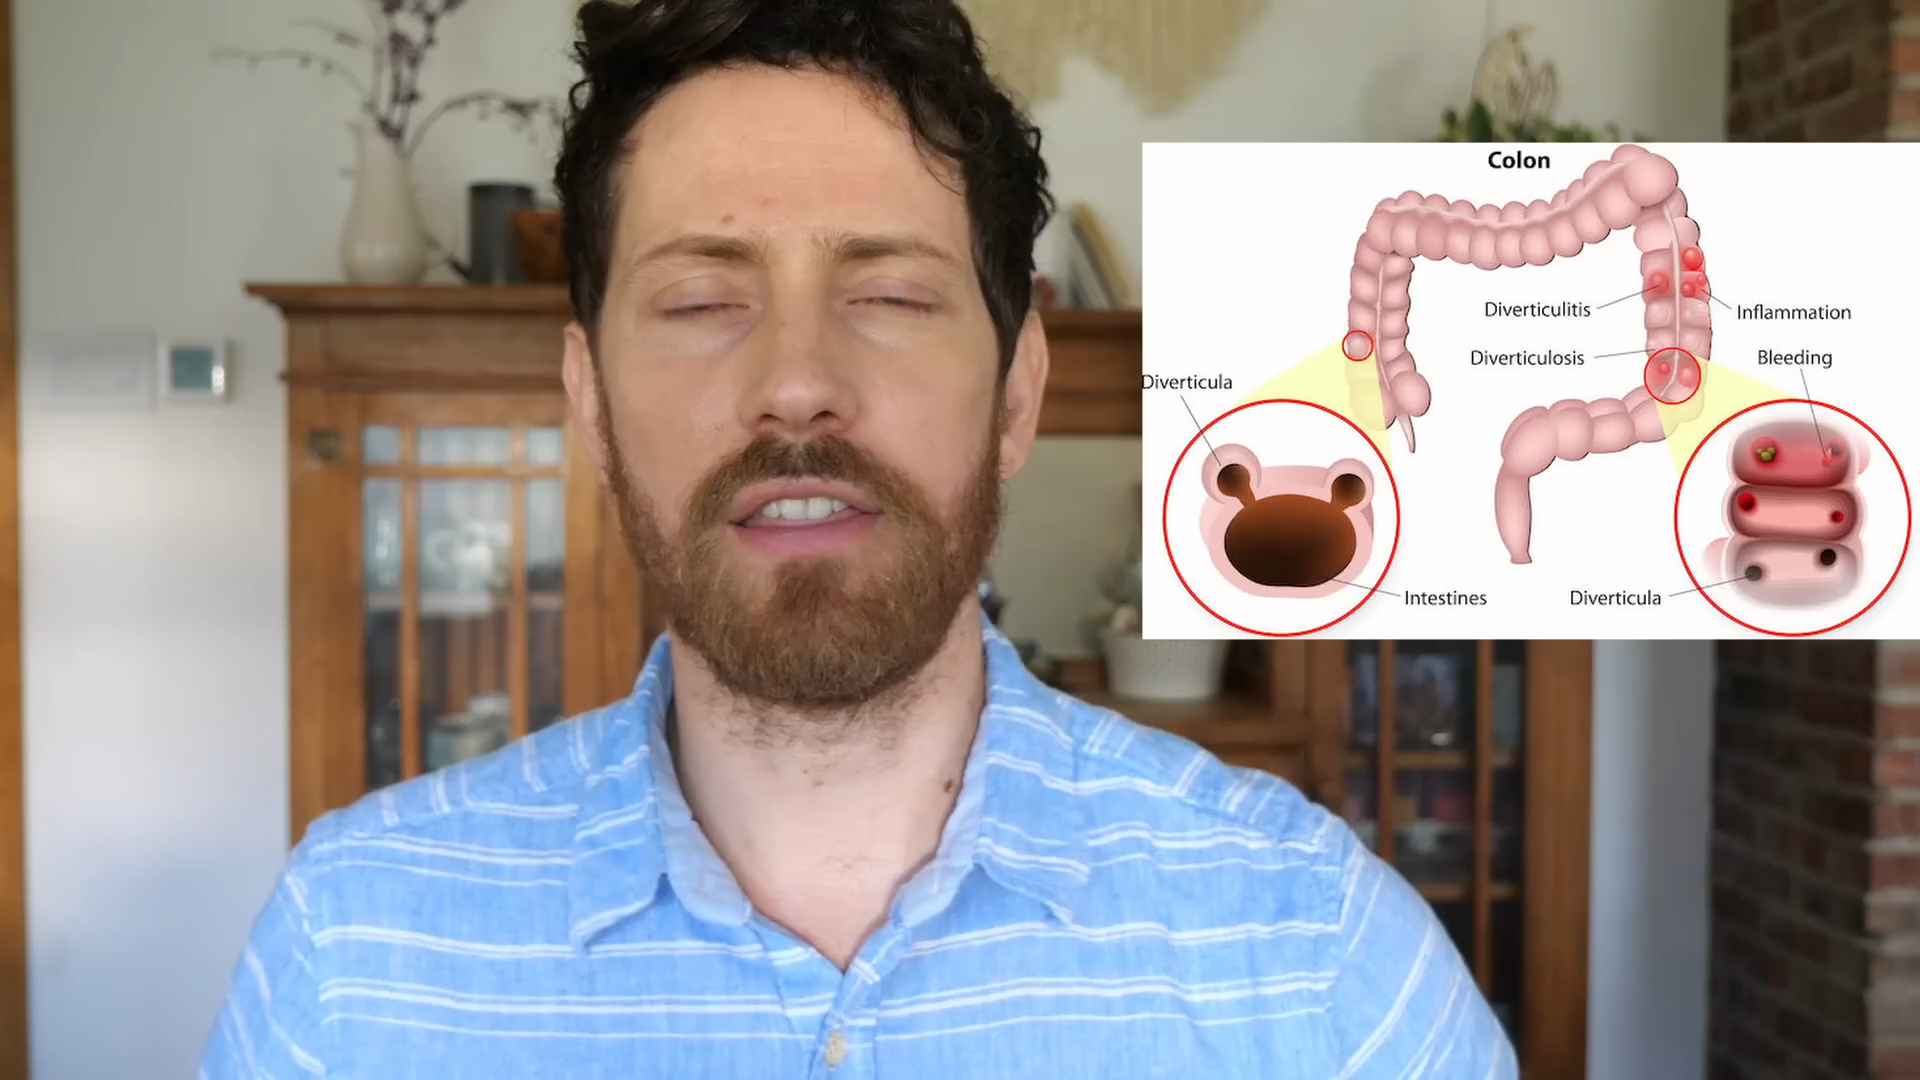 Colon
Diverticulitis
Inflammation
Diverticulosis
Bleeding
Diverticula
Intestines
Diverticula